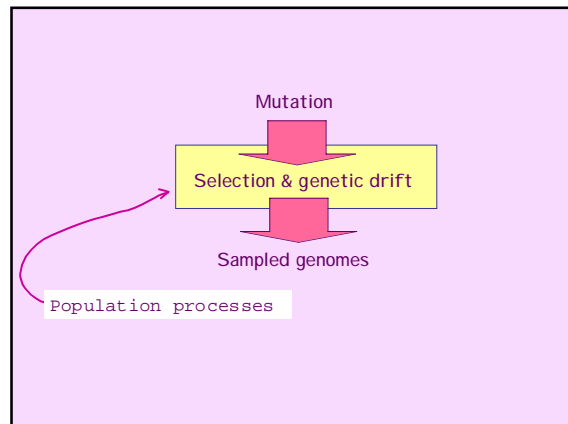 Mutation
Selection & genetic drift
Sampled genomes
Population processes